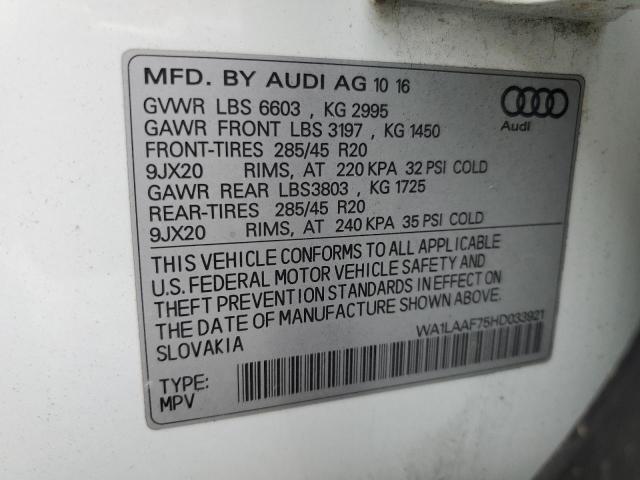 MFD. BY AUDI AG 10 16
GVWR LBS 6603 , KG 2995
GAWR FRONT LBS 3197 , KG 1450
FRONT-TIRES 285/45 R20
9JX20 RIMS, AT 220 KPA 32 PSI COLD
GAWR REAR LBS3803 , KG 1725
REAR-TIRES 285/45 R20
9JX20 RIMS, AT 240 KPA 35 PSI COLD
Audi
THIS VEHICLE CONFORMS TO ALL APPLICABLE
U.S. FEDERAL MOTOR VEHICLE SAFETY AND
THEFT PREVENTION STANDARDS IN EFFECT ON
THE DATE OF MANUFACTURE SHOWN ABOVE.
SLOVAKIA
WA1LAAF75HD033921
TYPE:
MPV